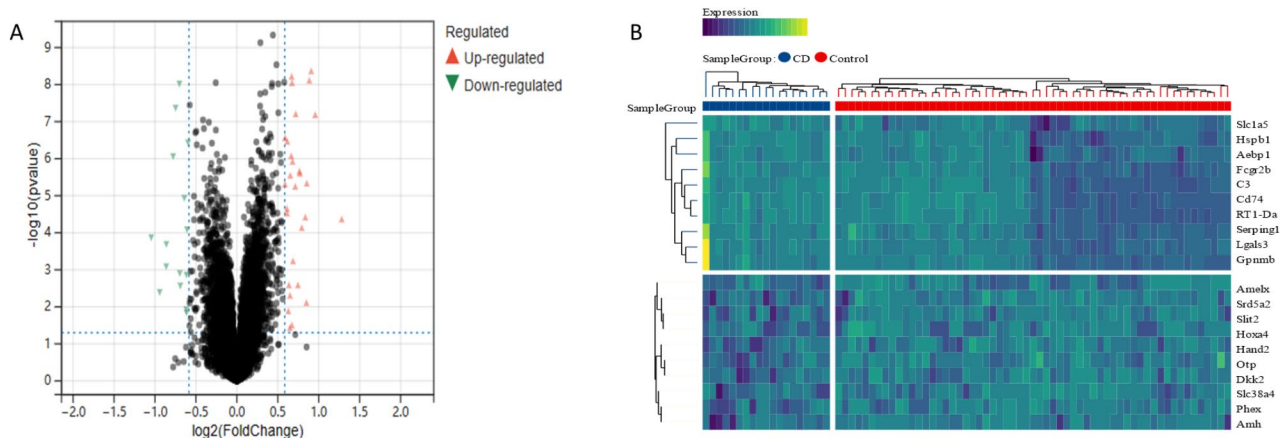 A
Regulated
Up-regulated
Down-regulated
-log10(pvalue)
9
8
7
6
5
4
3
2
1
0
−2.0
−1.5
−1.0
−0.5
0.0
0.5
1.0
1.5
2.0
log2(FoldChange)
B
Expression
SampleGroup: CD Control
SampleGroup
Slc1a5
Hspb1
Aebp1
Fcgr2b
C3
Cd74
RT1-Da
Serping1
Lgals3
Gpnmb
Amelx
Srd5a2
Slit2
Hoxa4
Hand2
Otp
Dkk2
Slc38a4
Phex
Amh